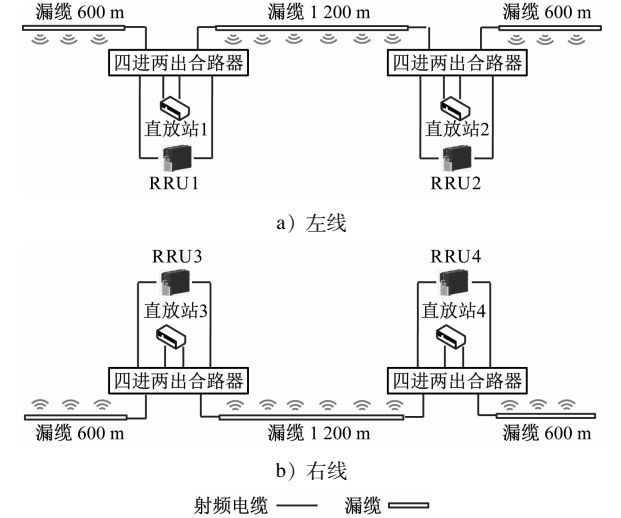 漏缆 600 m 漏缆 1 200 m 漏缆 600 m
四进两出合路器 四进两出合路器
直放站1 直放站2
RRU1 RRU2
a）左线
RRU3 RRU4
直放站3 直放站4
四进两出合路器 四进两出合路器
漏缆 600 m 漏缆 1 200 m 漏缆 600 m
b）右线
射频电缆 漏缆